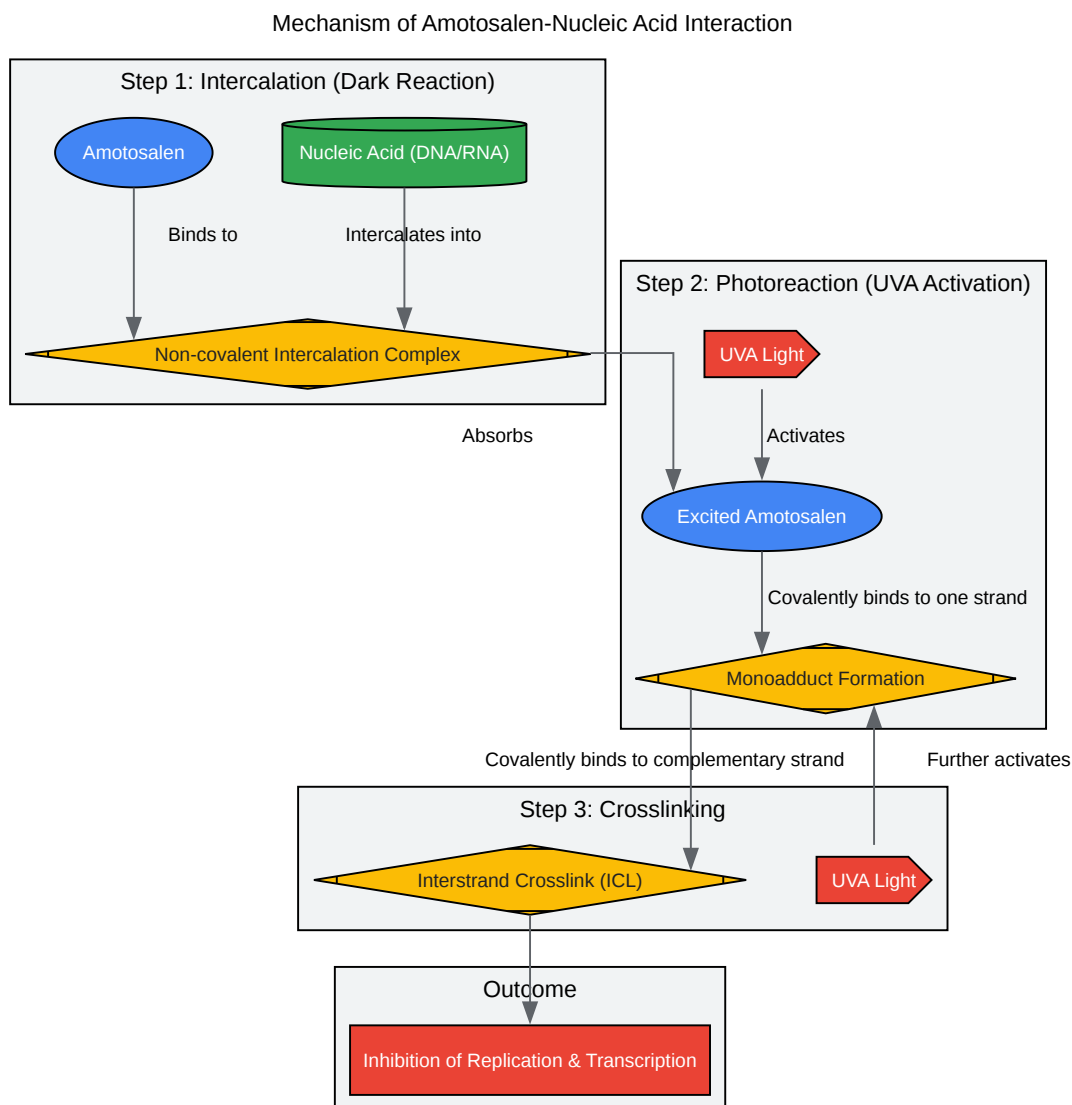 Mechanism of Amotosalen-Nucleic Acid Interaction
Step 1: Intercalation (Dark Reaction)
Amotosalen
Nucleic Acid (DNA/RNA)
Binds to
Intercalates into
Non-covalent Intercalation Complex
Step 2: Photoreaction (UVA Activation)
UVA Light
Absorbs
Activates
Excited Amotosalen
Covalently binds to one strand
Monoadduct Formation
Covalently binds to complementary strand
Further activates
Step 3: Crosslinking
Interstrand Crosslink (ICL)
UVA Light
Outcome
Inhibition of Replication & Transcription